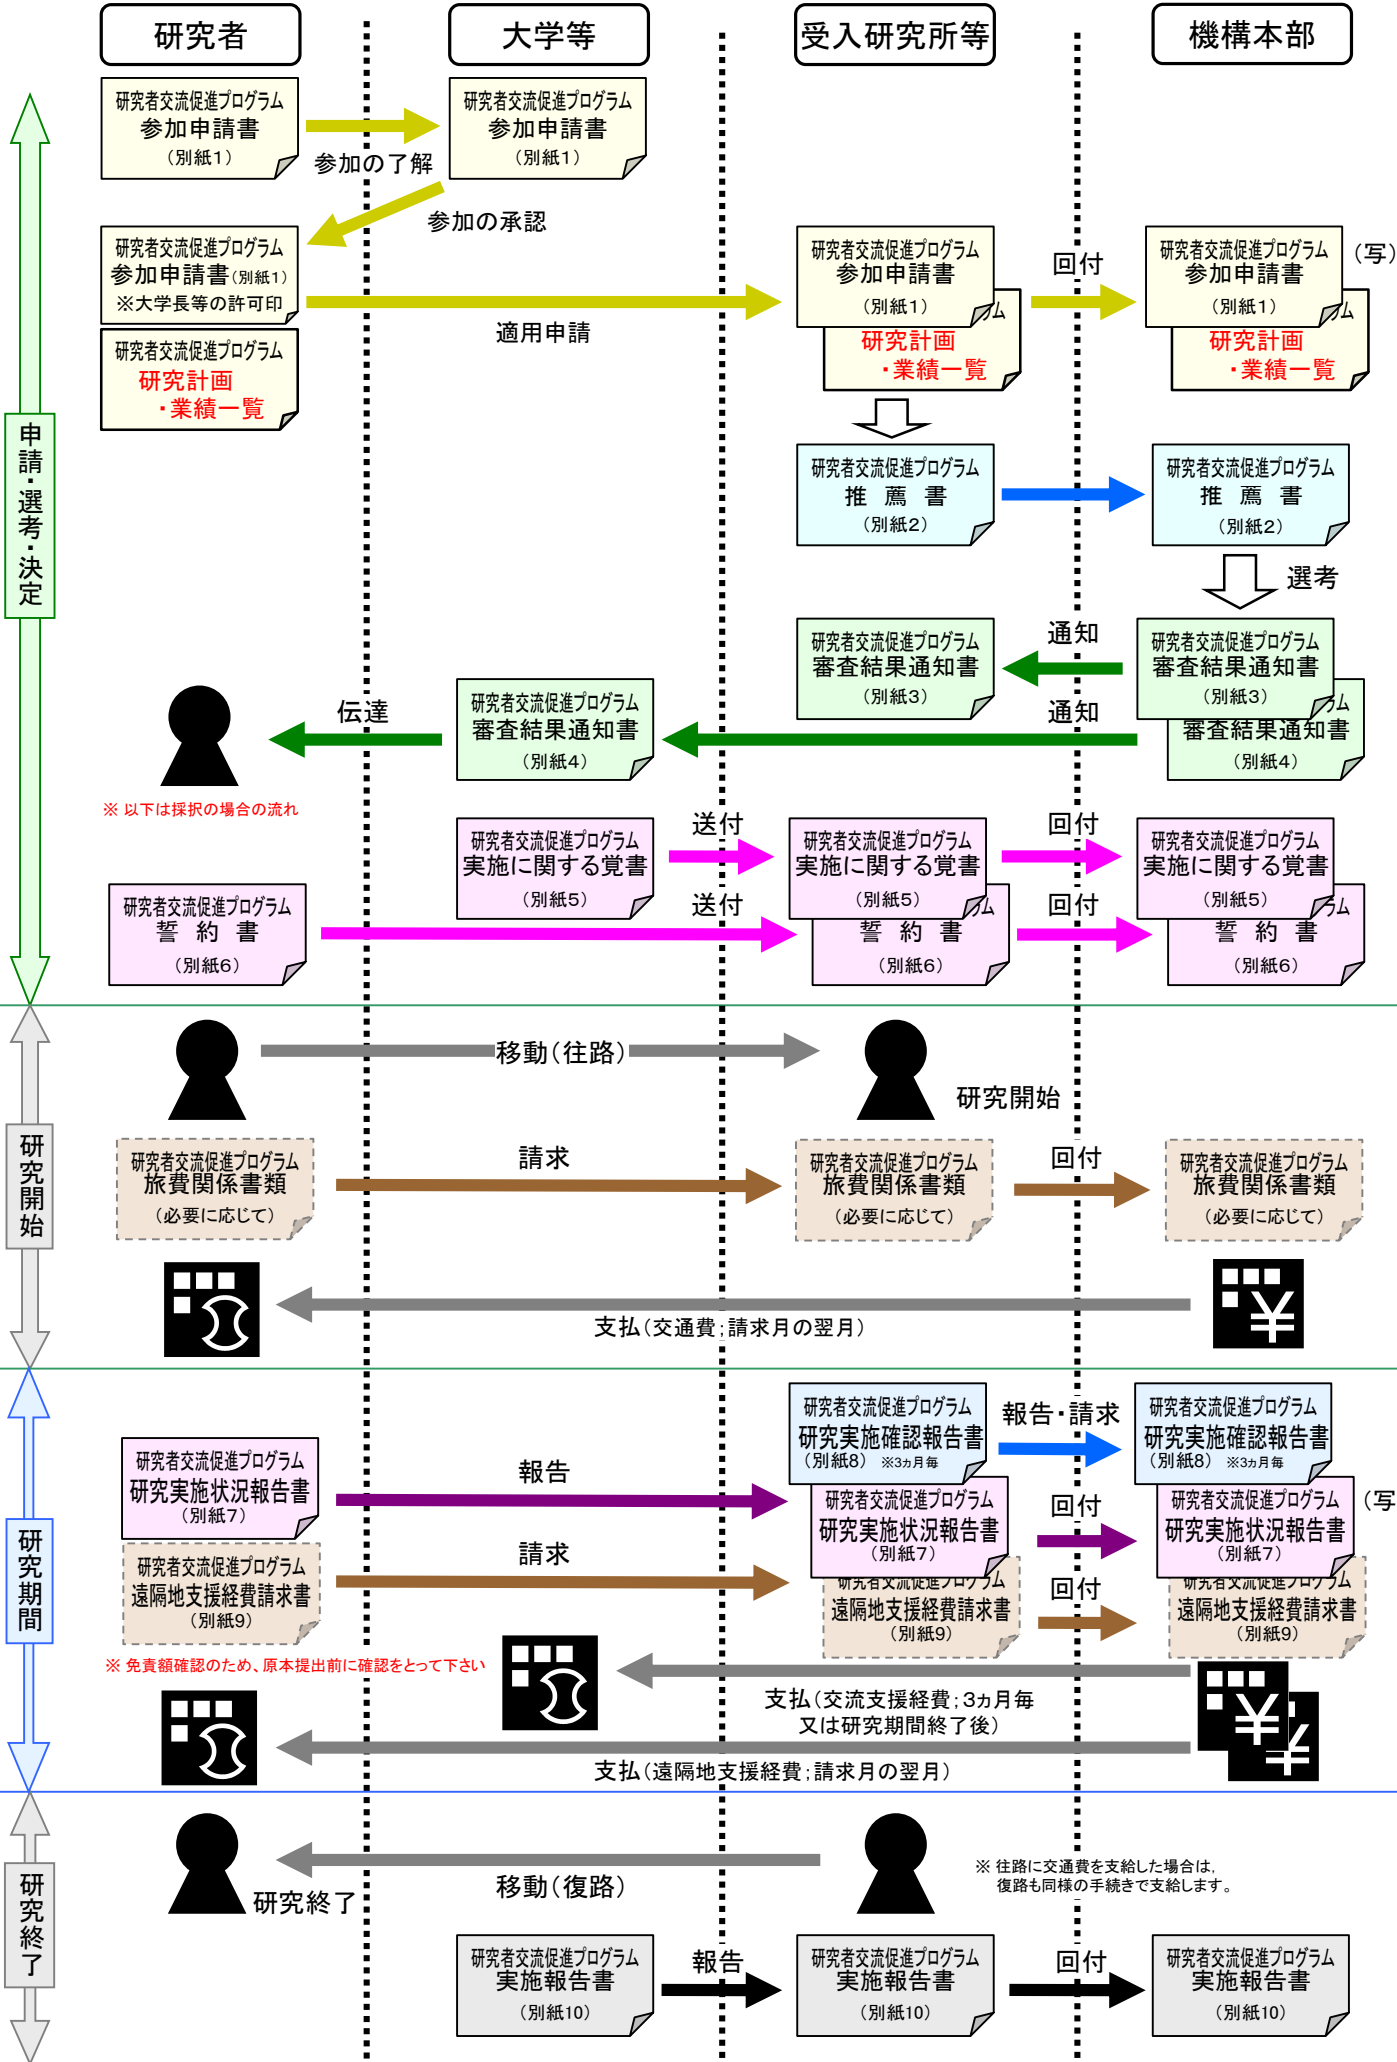 研究者
大学等
受入研究所等
機構本部
研究者交流促進プログラム
参加申請書
（別紙1）
参加の了解
研究者交流促進プログラム
参加申請書
（別紙1）
参加の承認
研究者交流促進プログラム
参加申請書（別紙1）
※大学長等の許可印
研究者交流促進プログラム
研究計画
・業績一覧
適用申請
研究者交流促進プログラム
参加申請書
（別紙1）
ラム
研究計画
・業績一覧
回付
研究者交流促進プログラム
参加申請書
（別紙1）
（写）
ラム
研究計画
・業績一覧
申請・選考・決定
研究者交流促進プログラム
推 薦 書
（別紙2）
研究者交流促進プログラム
推 薦 書
（別紙2）
選考
研究者交流促進プログラム
審査結果通知書
（別紙3）
通知
研究者交流促進プログラム
審査結果通知書
（別紙3）
伝達
研究者交流促進プログラム
審査結果通知書
（別紙4）
通知
ラム
審査結果通知書
（別紙4）
※ 以下は採択の場合の流れ
研究者交流促進プログラム
実施に関する覚書
（別紙5）
送付
研究者交流促進プログラム
実施に関する覚書
（別紙5）
回付
研究者交流促進プログラム
実施に関する覚書
（別紙5）
研究者交流促進プログラム
誓 約 書
（別紙6）
送付
ラム
誓 約 書
（別紙6）
回付
ラム
誓 約 書
（別紙6）
研究開始
移動（往路）
研究開始
研究者交流促進プログラム
旅費関係書類
（必要に応じて）
請求
研究者交流促進プログラム
旅費関係書類
（必要に応じて）
回付
研究者交流促進プログラム
旅費関係書類
（必要に応じて）
¥
支払（交通費；請求月の翌月）
研究期間
研究者交流促進プログラム
研究実施確認報告書
（別紙8） ※3ヵ月毎
報告・請求
研究者交流促進プログラム
研究実施確認報告書
（別紙8） ※3ヵ月毎
研究者交流促進プログラム
研究実施状況報告書
（別紙7）
報告
研究者交流促進プログラム
研究実施状況報告書
（別紙7）
回付
研究者交流促進プログラム
研究実施状況報告書
（別紙7）
（写
研究者交流促進プログラム
遠隔地支援経費請求書
（別紙9）
請求
研究者交流促進プログラム
遠隔地支援経費請求書
（別紙9）
回付
研究者交流促進プログラム
遠隔地支援経費請求書
（別紙9）
※ 免責額確認のため、原本提出前に確認をとって下さい
支払（交流支援経費；3ヵ月毎
又は研究期間終了後）
¥
¥
支払（遠隔地支援経費；請求月の翌月）
研究終了
研究終了
移動（復路）
※ 往路に交通費を支給した場合は，
復路も同様の手続きで支給します。
研究者交流促進プログラム
実施報告書
（別紙10）
報告
研究者交流促進プログラム
実施報告書
（別紙10）
回付
研究者交流促進プログラム
実施報告書
（別紙10）